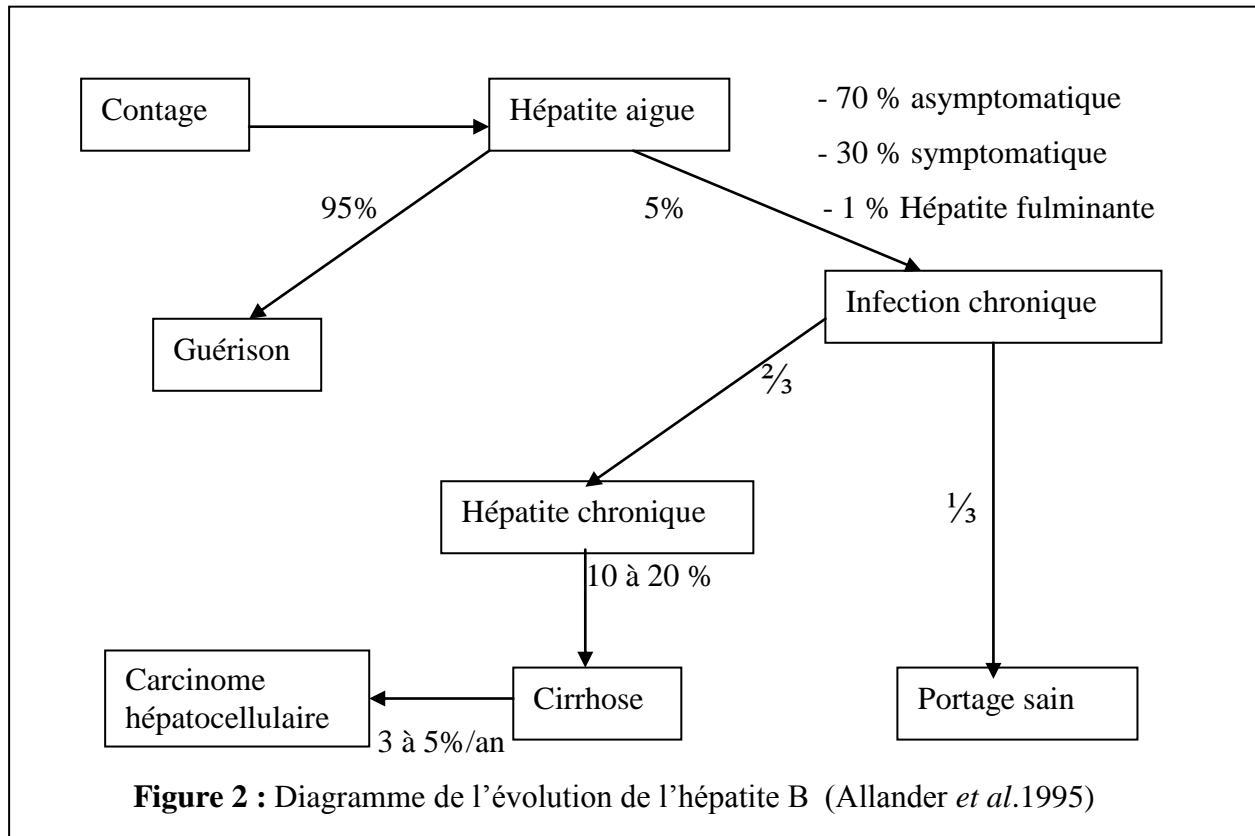 Contage
Hépatite aigue
- 70 % asymptomatique
- 30 % symptomatique
- 1 % Hépatite fulminante
95%
5%
Infection chronique
Guérison
⅔
Hépatite chronique
⅓
10 à 20 %
Carcinome
hépatocellulaire
Cirrhose
Portage sain
3 à 5%/an
Figure 2 : Diagramme de l’évolution de l’hépatite B (Allander et al.1995)